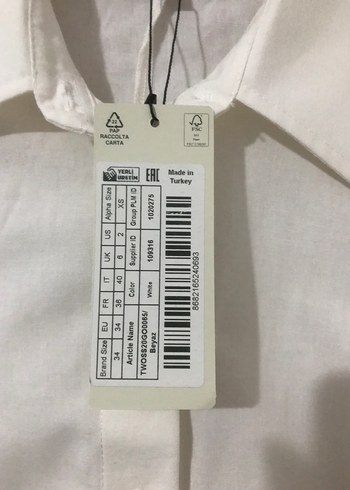 22
PAP
RACCOLTA
CARTA
FSC
YERLİ
ÜRETİM
EAC
Made in
Turkey
Brand Size EU FR IT UK US Alpha Size
34 34 36 40 6 2 XS
Article Name Color Supplier ID Group PLM ID
TWOSS20GO0065/
Beyaz White 109316 1020275
8682165240693